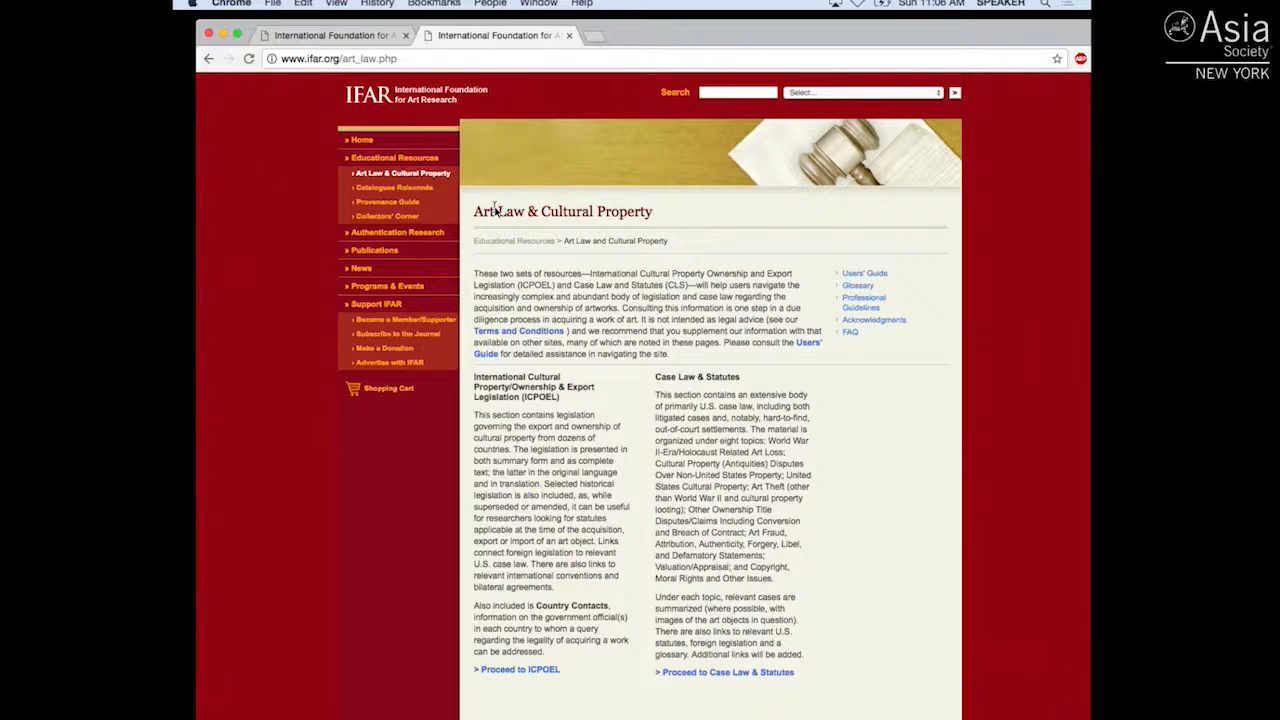 Chrome File Edit View History Bookmarks People Window Help Sun 11:06 AM SPEAKER
Asia
Society
NEW YORK
International Foundation for A
International Foundation for A
www.ifar.org/art_law.php
IFAR International Foundation
for Art Research
Search
Select...
»
» Home
» Educational Resources
› Art Law & Cultural Property
› Catalogues Raisonnés
› Provenance Guide
› Collectors' Corner
» Authentication Research
» Publications
» News
» Programs & Events
» Support IFAR
› Become a Member/Supporter
› Subscribe to the Journal
› Make a Donation
› Advertise with IFAR
Shopping Cart
Art Law & Cultural Property
Educational Resources > Art Law and Cultural Property
These two sets of resources—International Cultural Property Ownership and Export
Legislation (ICPOEL) and Case Law and Statutes (CLS)—will help users navigate the
increasingly complex and abundant body of legislation and case law regarding the
acquisition and ownership of artworks. Consulting this information is one step in a due
diligence process in acquiring a work of art. It is not intended as legal advice (see our
Terms and Conditions ) and we recommend that you supplement our information with that
available on other sites, many of which are noted in these pages. Please consult the Users'
Guide for detailed assistance in navigating the site.
› Users' Guide
› Glossary
› Professional
Guidelines
› Acknowledgments
› FAQ
International Cultural
Property/Ownership & Export
Legislation (ICPOEL)
This section contains legislation
governing the export and ownership of
cultural property from dozens of
countries. The legislation is presented in
both summary form and as complete
text; the latter in the original language
and in translation. Selected historical
legislation is also included, as, while
superseded or amended, it can be useful
for researchers looking for statutes
applicable at the time of the acquisition,
export or import of an art object. Links
connect foreign legislation to relevant
U.S. case law. There are also links to
relevant international conventions and
bilateral agreements.
Also included is Country Contacts,
information on the government official(s)
in each country to whom a query
regarding the legality of acquiring a work
can be addressed.
> Proceed to ICPOEL
Case Law & Statutes
This section contains an extensive body
of primarily U.S. case law, including both
litigated cases and, notably, hard-to-find,
out-of-court settlements. The material is
organized under eight topics: World War
II-Era/Holocaust Related Art Loss;
Cultural Property (Antiquities) Disputes
Over Non-United States Property; United
States Cultural Property; Art Theft (other
than World War II and cultural property
looting); Other Ownership Title
Disputes/Claims Including Conversion
and Breach of Contract; Art Fraud,
Attribution, Authenticity, Forgery, Libel,
and Defamatory Statements;
Valuation/Appraisal; and Copyright,
Moral Rights and Other Issues.
Under each topic, relevant cases are
summarized (where possible, with
images of the art objects in question).
There are also links to relevant U.S.
statutes, foreign legislation and a
glossary. Additional links will be added.
> Proceed to Case Law & Statutes